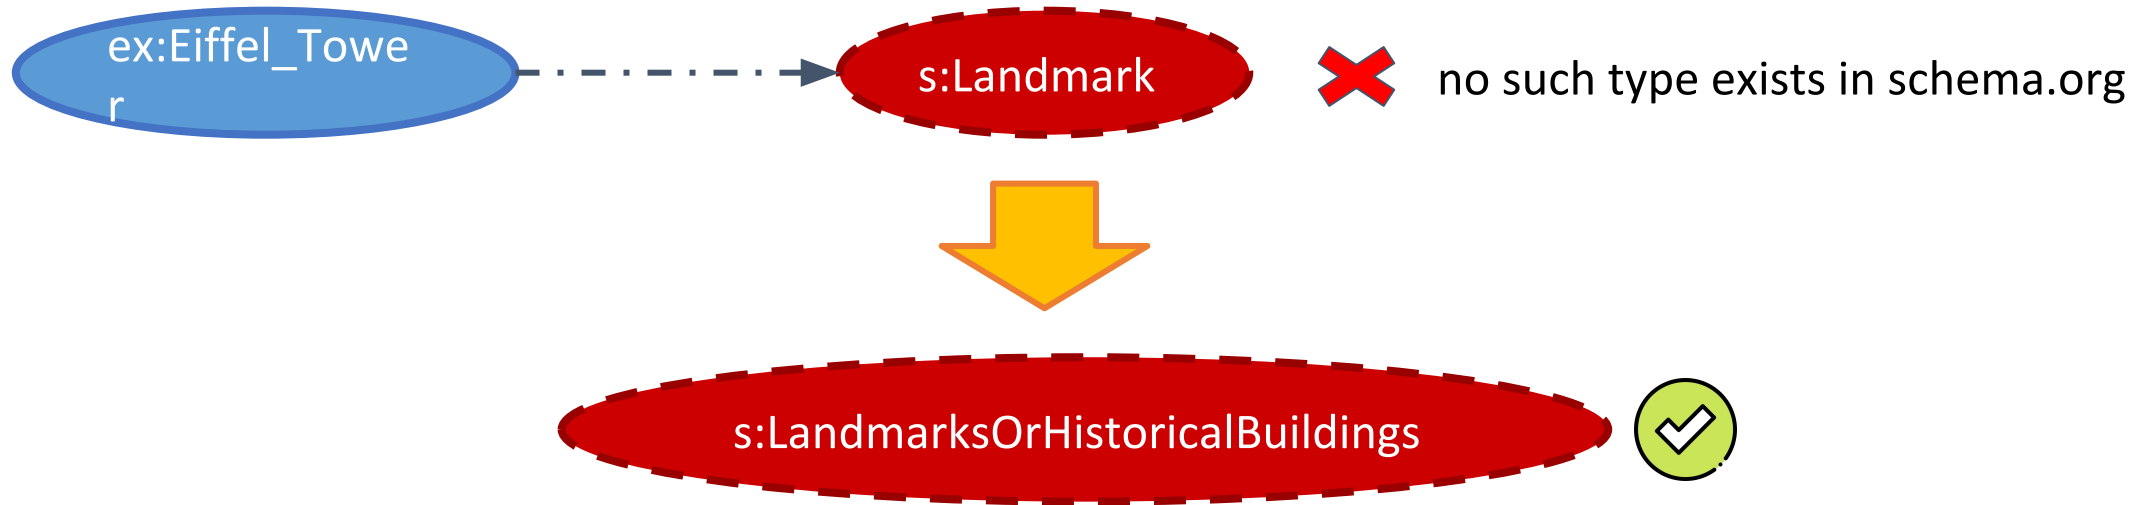 ex:Eiffel_Towe
r
s:Landmark
no such type exists in schema.org
s:LandmarksOrHistoricalBuildings